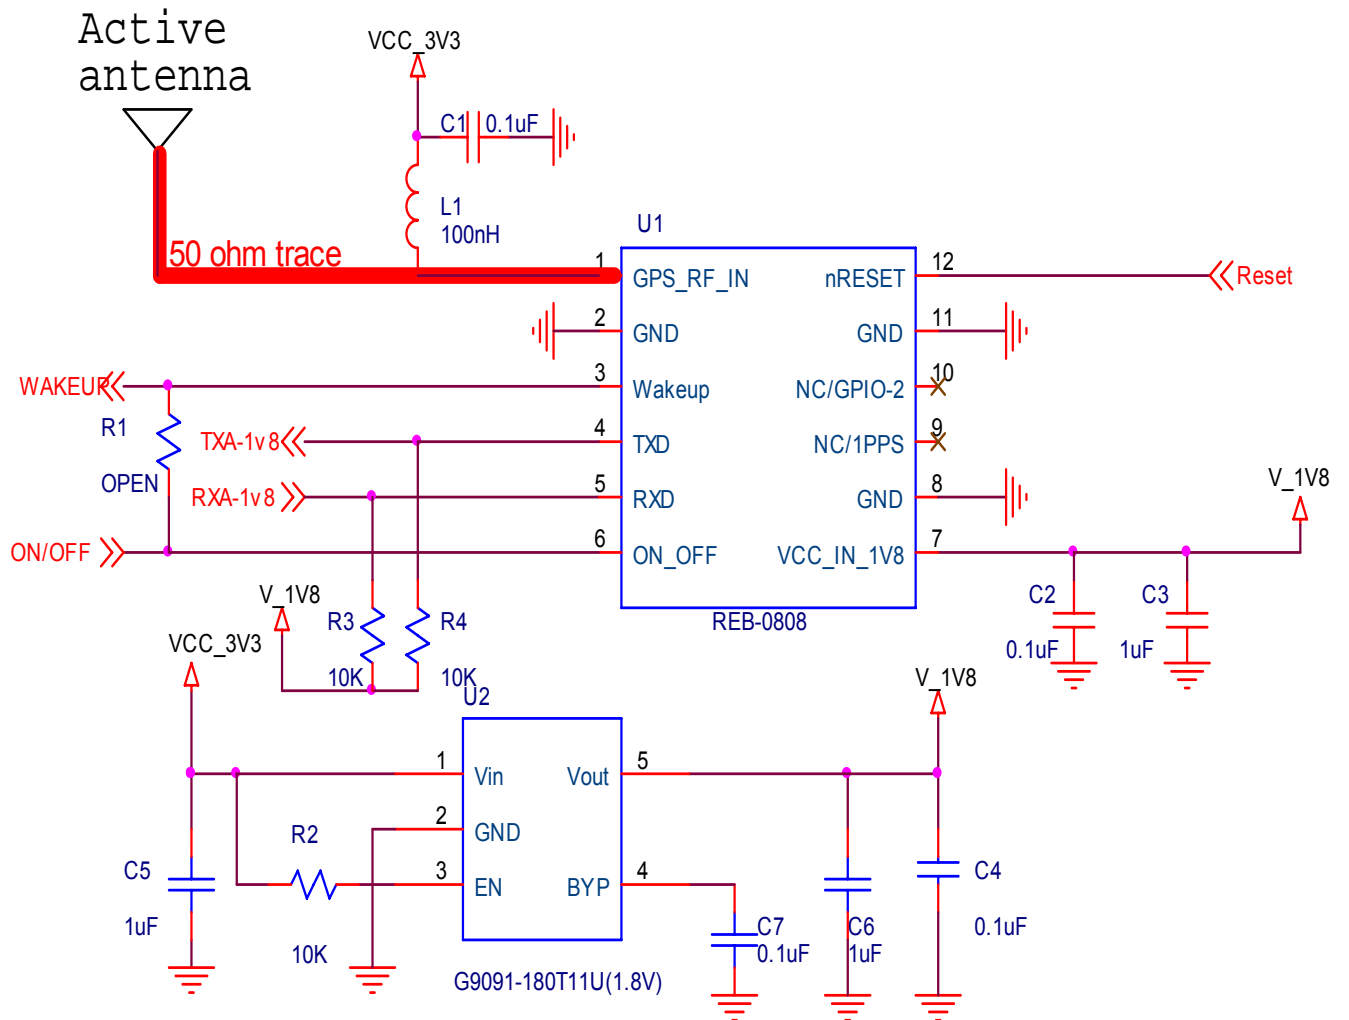 Active
antenna
VCC_3V3
C1 0.1uF
L1
100nH
50 ohm trace
U1
1 GPS_RF_IN
2 GND
3 Wakeup
4 TXD
5 RXD
6 ON_OFF
nRESET 12
GND 11
NC/GPIO-2 10
NC/1PPS 9
GND 8
VCC_IN_1V8 7
REB-0808
Reset
WAKEUP
R1
OPEN
TXA-1v8
RXA-1v8
ON/OFF
V_1V8
C2
0.1uF
C3
1uF
V_1V8
R3
10K
R4
10K
VCC_3V3
U2
1 Vin
2 GND
3 EN
Vout 5
BYP 4
G9091-180T11U(1.8V)
R2
10K
C5
1uF
V_1V8
C7
0.1uF
C6
1uF
C4
0.1uF